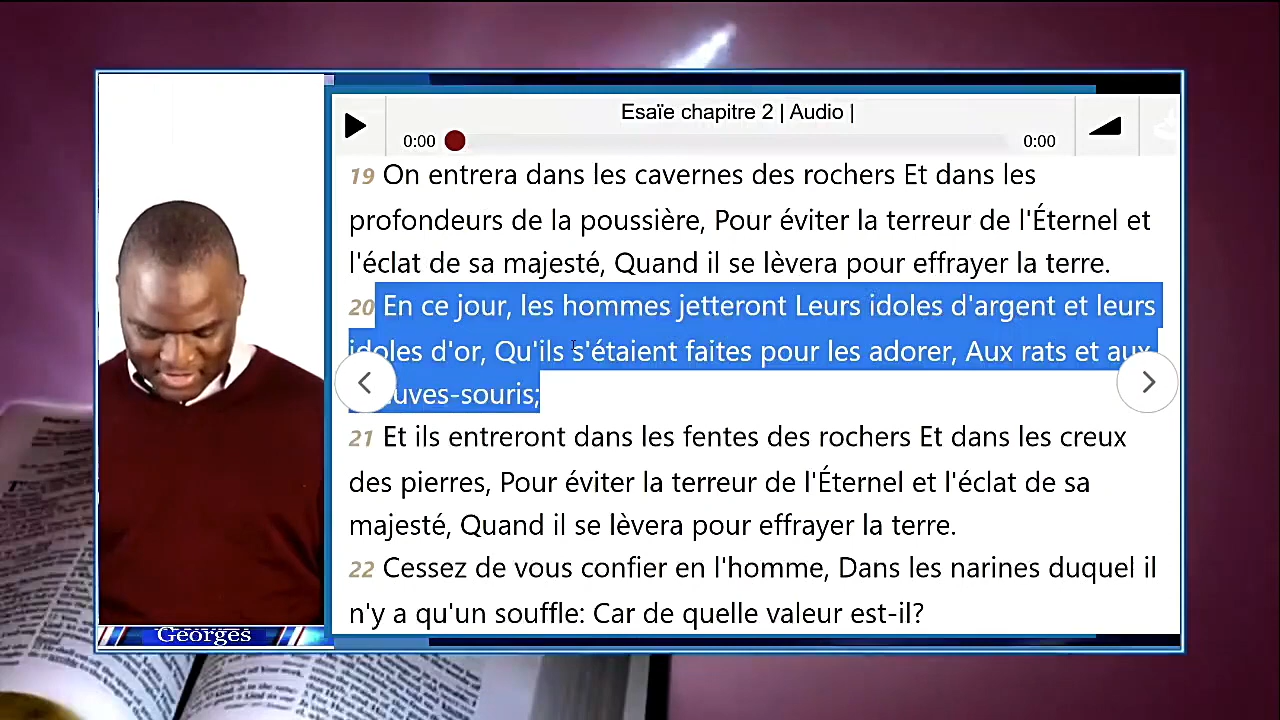 Esaïe chapitre 2 | Audio |
0:00
0:00
19 On entrera dans les cavernes des rochers Et dans les
profondeurs de la poussière, Pour éviter la terreur de l'Éternel et
l'éclat de sa majesté, Quand il se lèvera pour effrayer la terre.
20 En ce jour, les hommes jetteront Leurs idoles d'argent et leurs
idoles d'or, Qu'ils s'étaient faites pour les adorer, Aux rats et aux
uves-souris;
21 Et ils entreront dans les fentes des rochers Et dans les creux
des pierres, Pour éviter la terreur de l'Éternel et l'éclat de sa
majesté, Quand il se lèvera pour effrayer la terre.
22 Cessez de vous confier en l'homme, Dans les narines duquel il
n'y a qu'un souffle: Car de quelle valeur est-il?
Georges